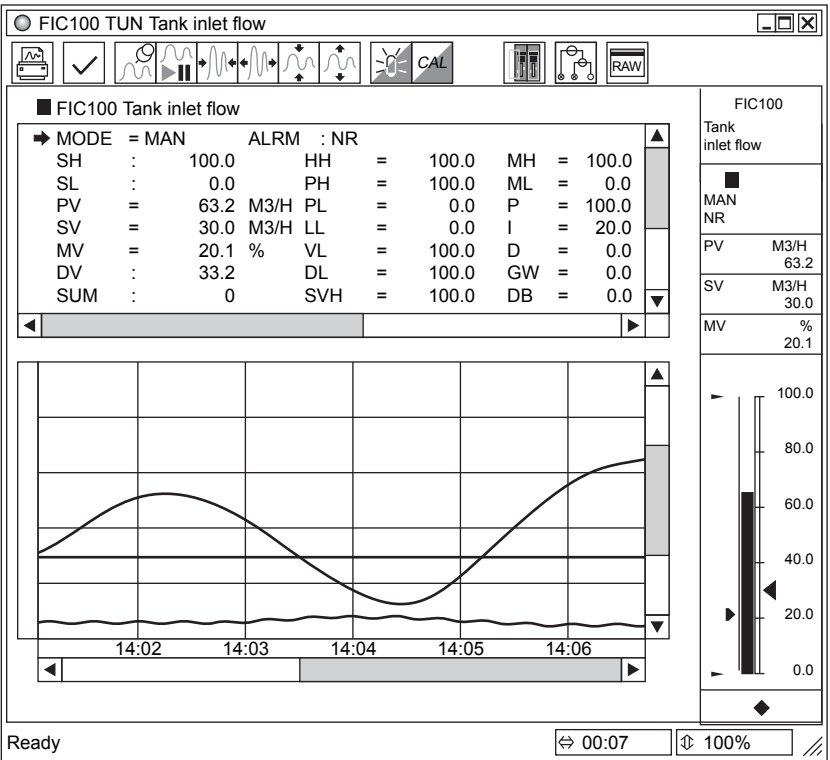 FIC100 TUN Tank inlet flow
CAL
RAW
FIC100 Tank inlet flow
MODE = MAN ALRM : NR
SH : 100.0 HH = 100.0 MH = 100.0
SL : 0.0 PH = 100.0 ML = 0.0
PV = 63.2 M3/H PL = 0.0 P = 100.0
SV = 30.0 M3/H LL = 0.0 I = 20.0
MV = 20.1 % VL = 100.0 D = 0.0
DV : 33.2 DL = 100.0 GW = 0.0
SUM : 0 SVH = 100.0 DB = 0.0
14:02 14:03 14:04 14:05 14:06
FIC100
Tank
inlet flow
MAN
NR
PV M3/H
63.2
SV M3/H
30.0
MV %
20.1
100.0
80.0
60.0
40.0
20.0
0.0
Ready 00:07 100%